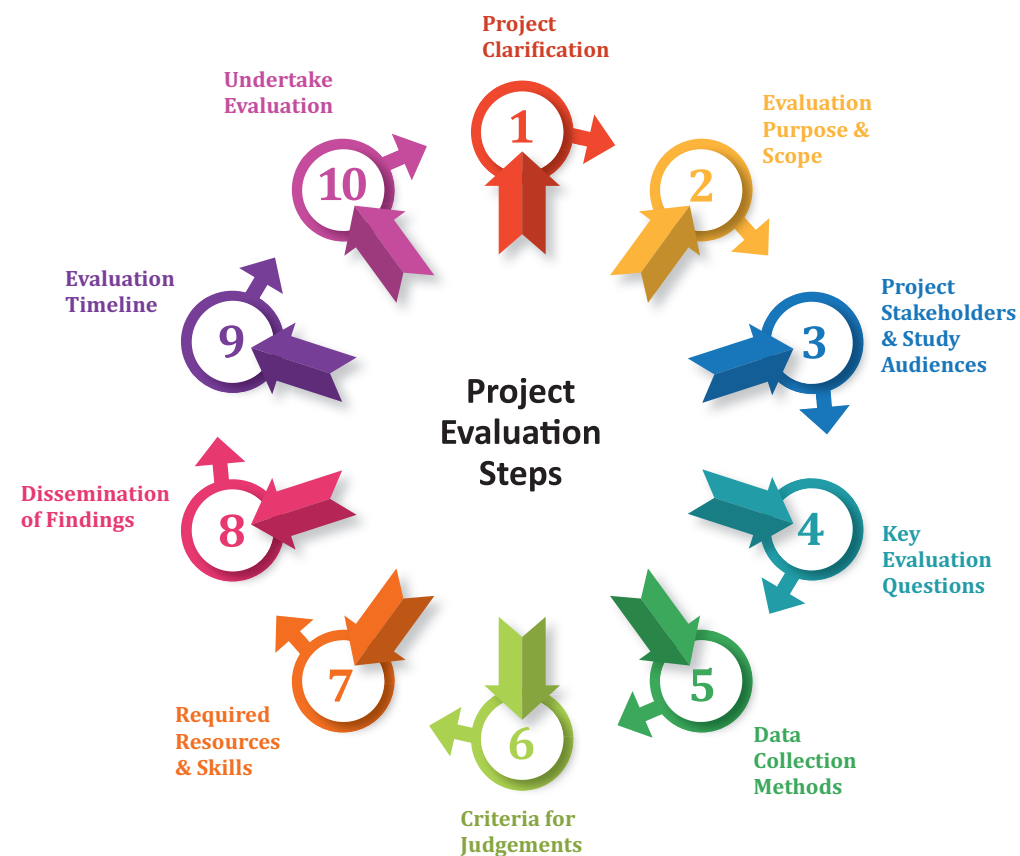 Project
Evaluation
Steps
1
Project
Clarification
2
Evaluation
Purpose &
Scope
3
Project
Stakeholders
& Study
Audiences
4
Key
Evaluation
Questions
5
Data
Collection
Methods
6
Criteria for
Judgements
7
Required
Resources
& Skills
8
Dissemination
of Findings
9
Evaluation
Timeline
10
Undertake
Evaluation